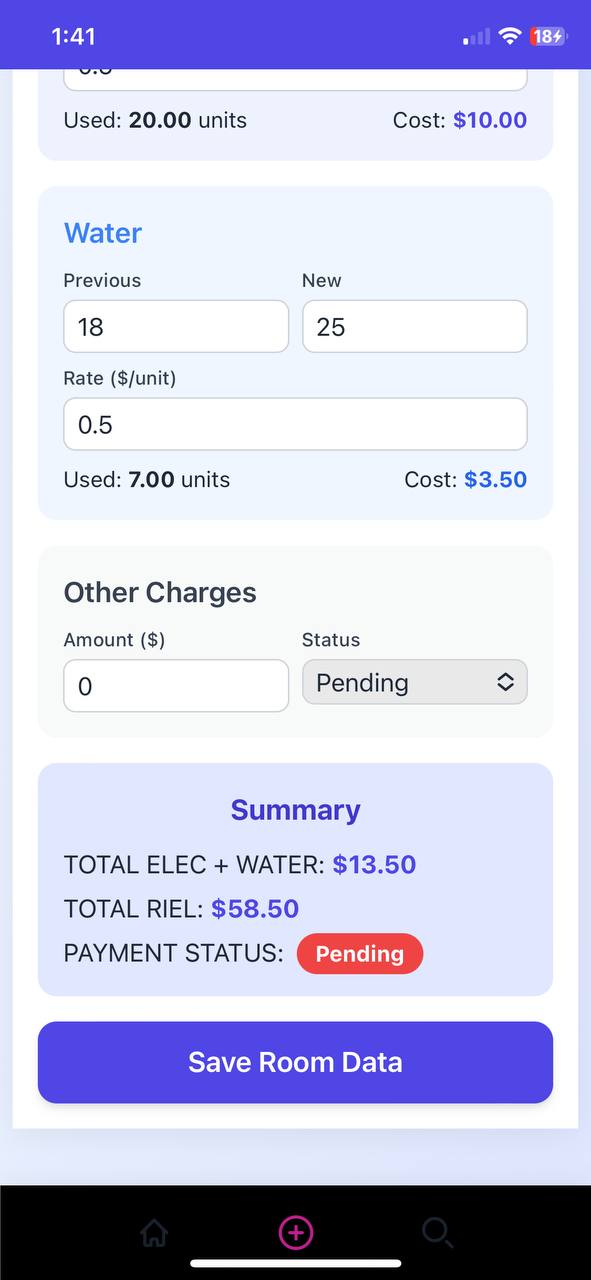 1:41
18
Used: 20.00 units Cost: $10.00
Water
Previous New
18 25
Rate ($/unit)
0.5
Used: 7.00 units Cost: $3.50
Other Charges
Amount ($) Status
0 Pending
Summary
TOTAL ELEC + WATER: $13.50
TOTAL RIEL: $58.50
PAYMENT STATUS: Pending
Save Room Data